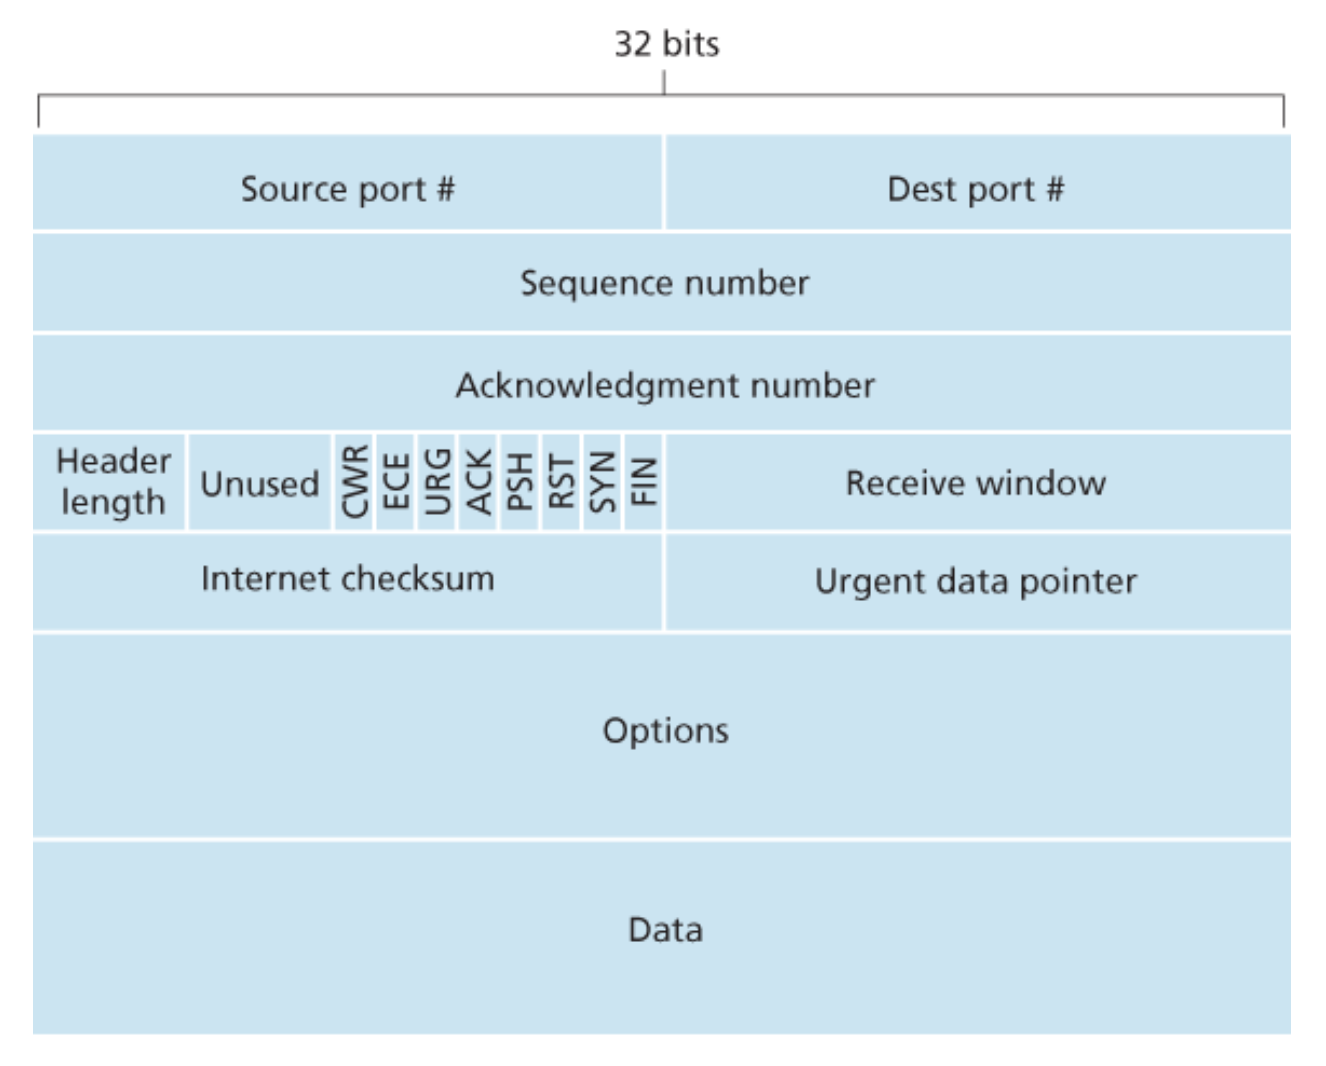 32 bits
Source port #
Dest port #
Sequence number
Acknowledgment number
Header
length
Unused
CWR
ECE
URG
ACK
PSH
RST
SYN
FIN
Receive window
Internet checksum
Urgent data pointer
Options
Data